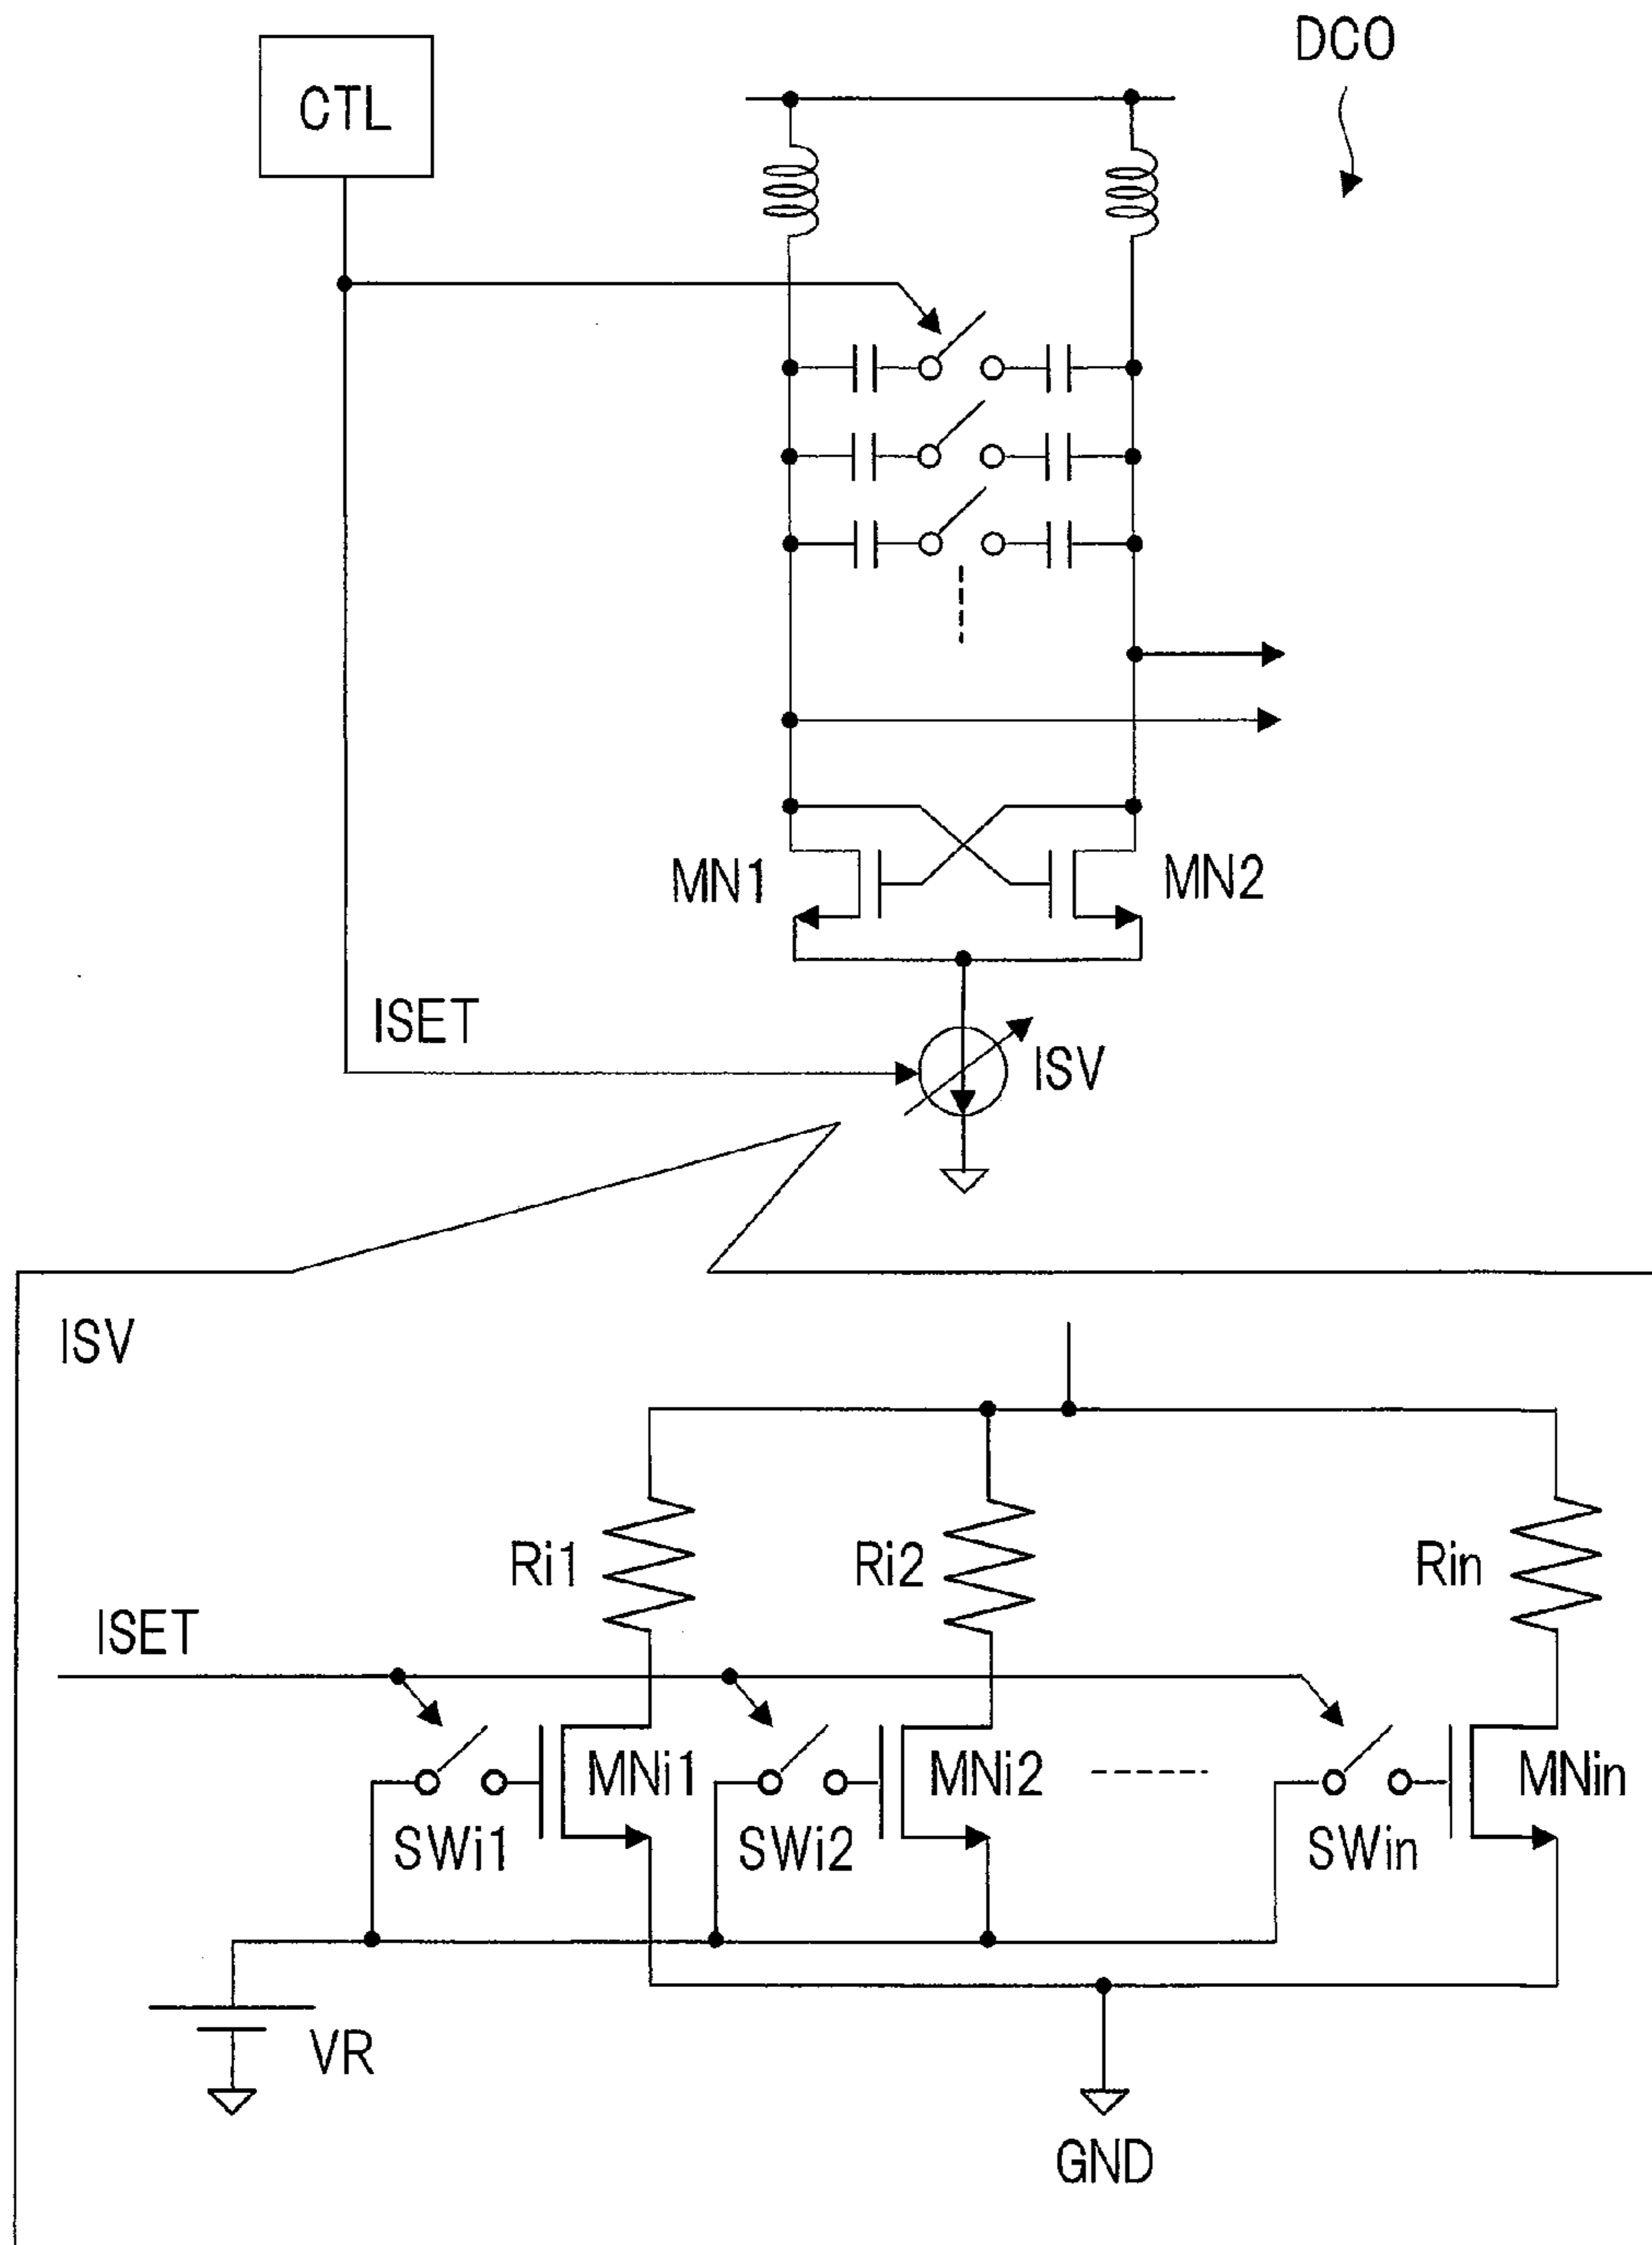 DCO
CTL
MN1
MN2
ISET
ISV
ISV
Ri1
Ri2
Rin
ISET
MNi1
MNi2
MNin
SWi1
SWi2
SWin
VR
GND